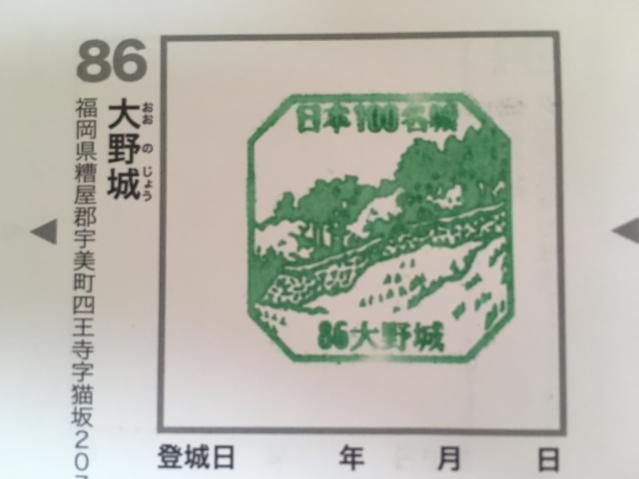 86
大野城
おおのじょう
福岡県糟屋郡宇美町四王寺字猫坂20
日本100名城
86大野城
登城日 年 月 日